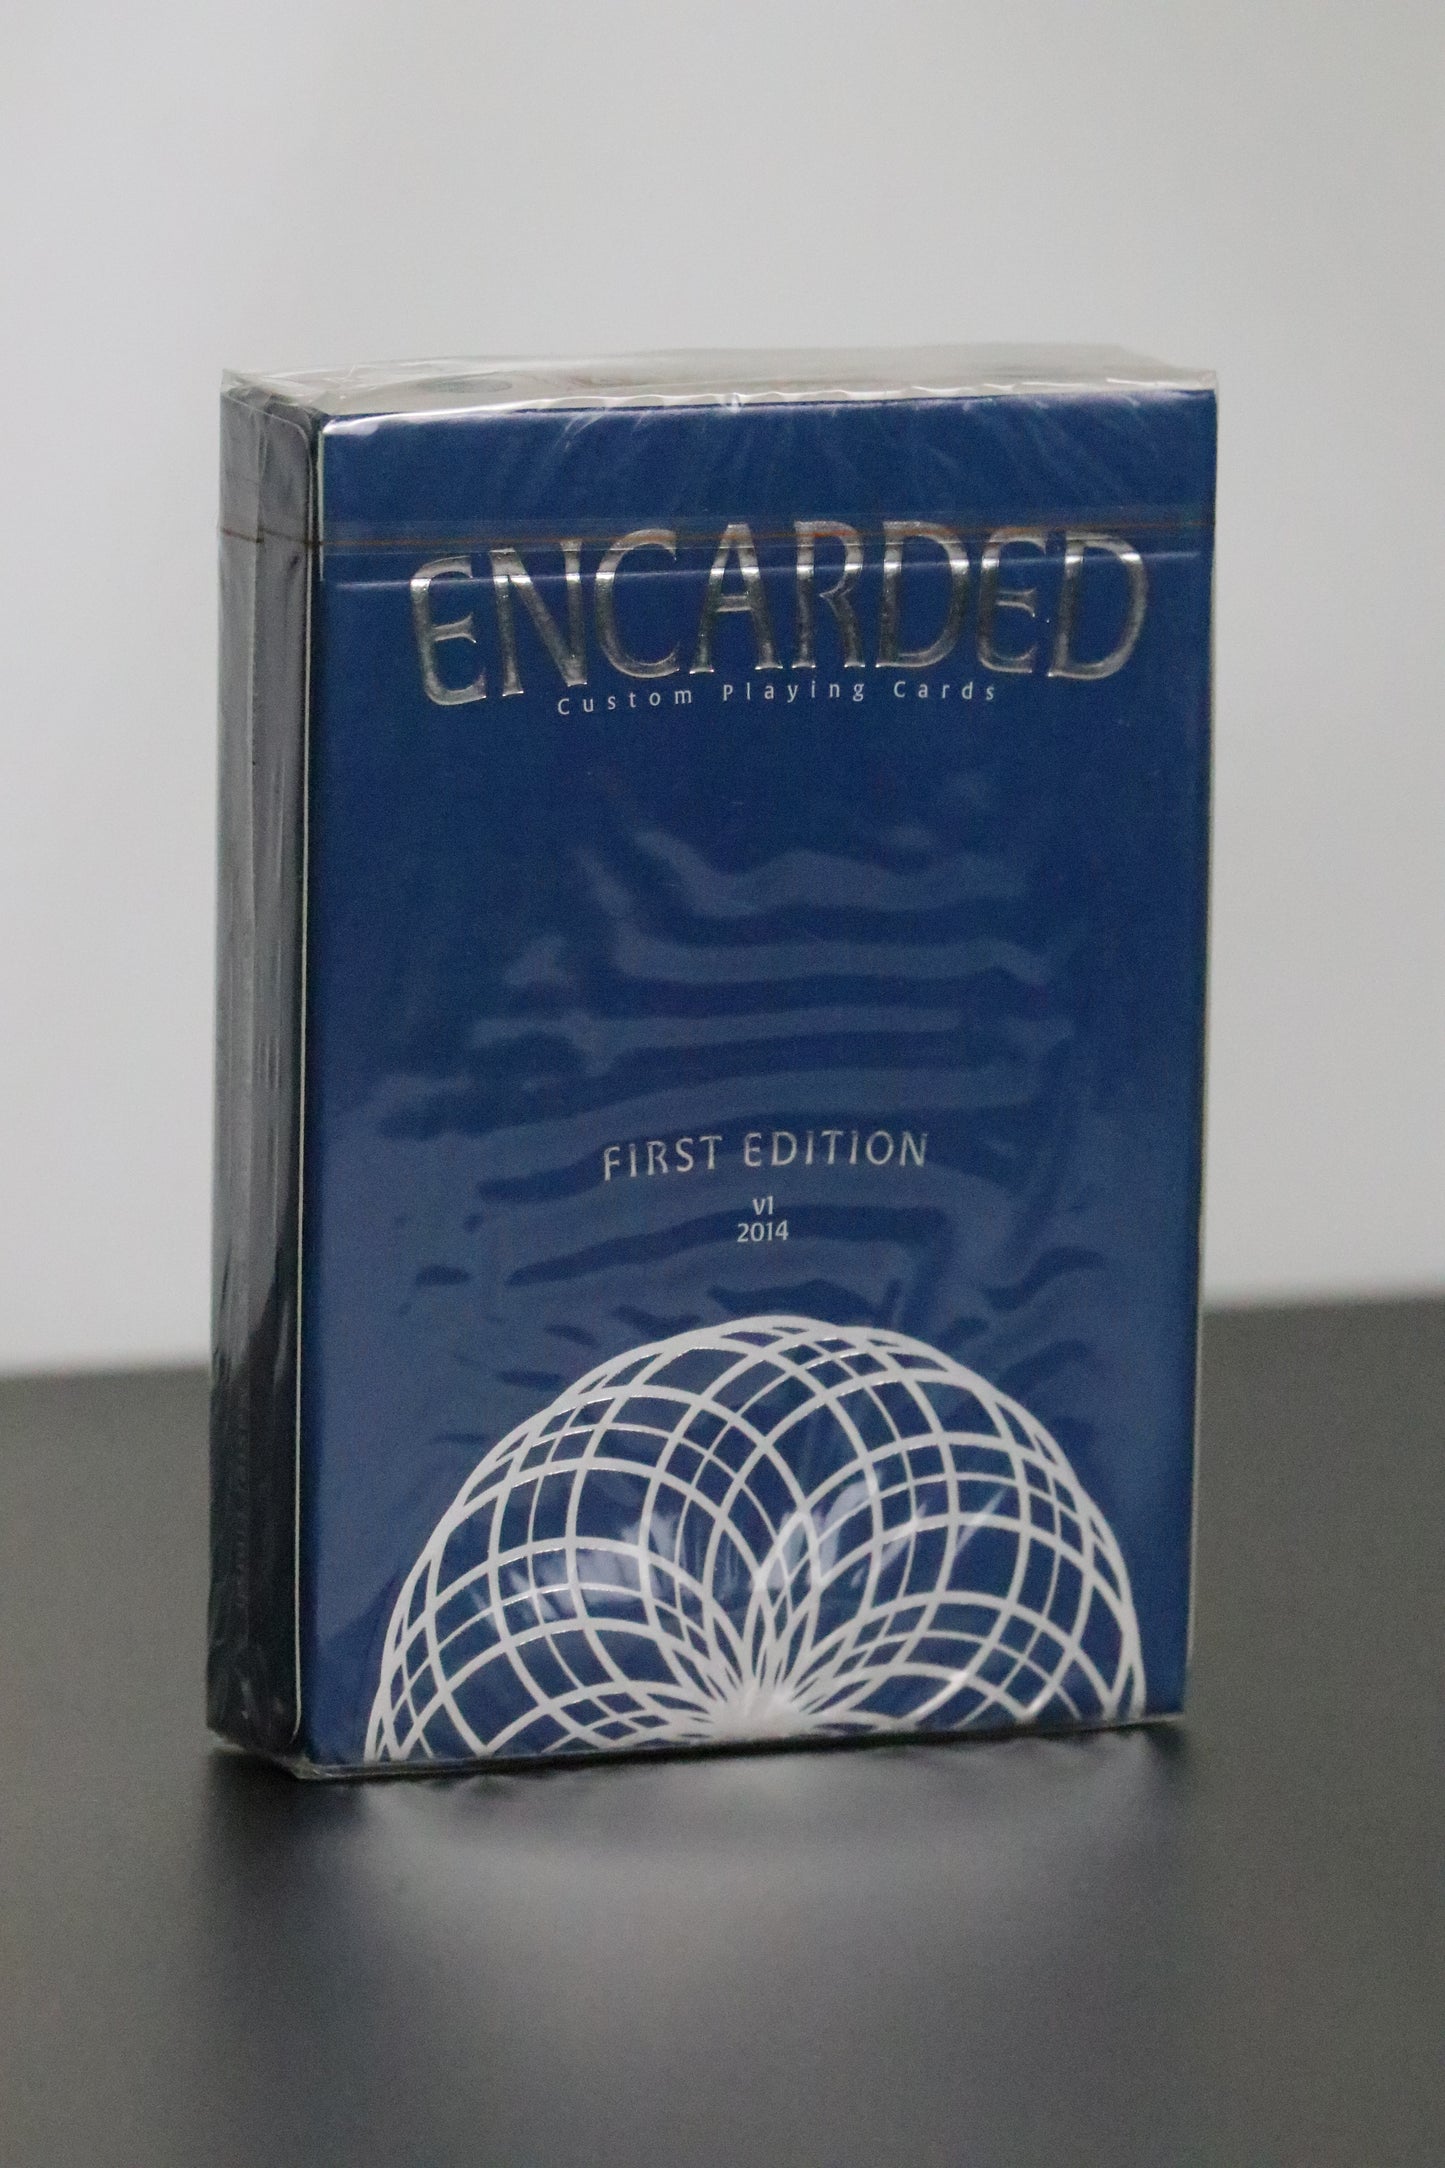 ENCARDED
Custom Playing Cards
FIRST EDITION
v1
2014